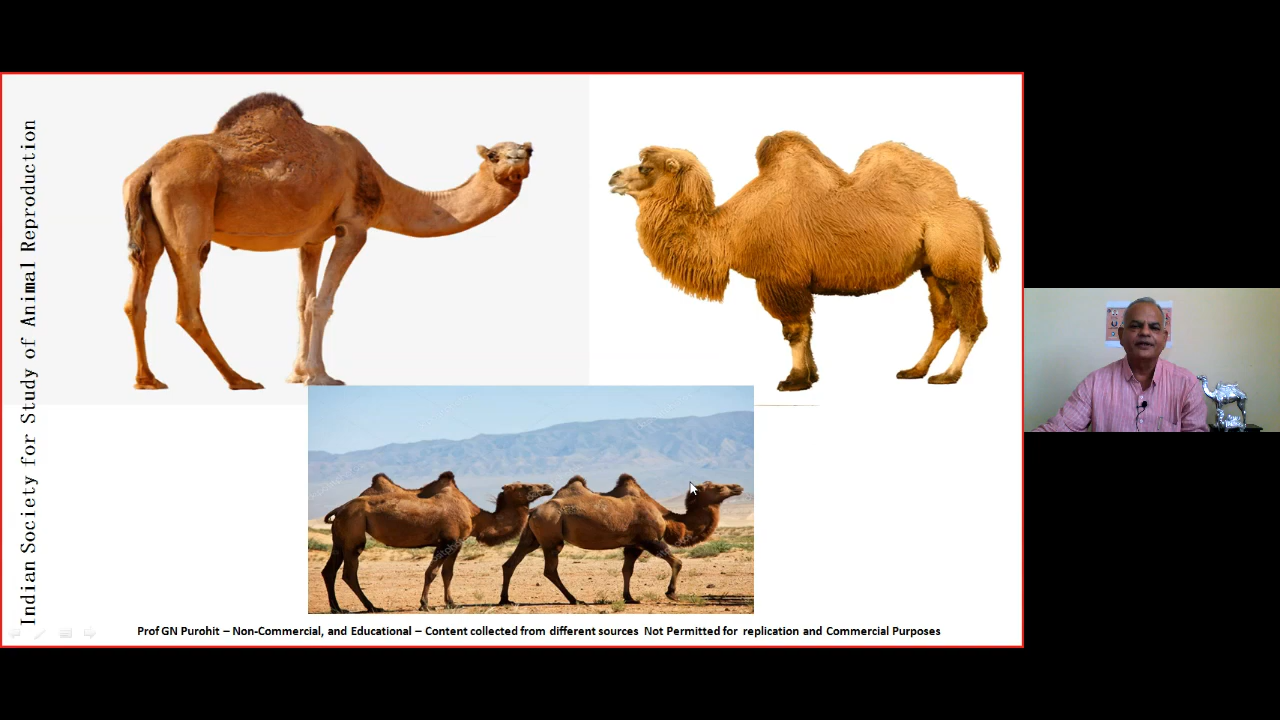 Indian Society for Study of Animal Reproduction
Prof GN Purohit – Non-Commercial, and Educational – Content collected from different sources Not Permitted for replication and Commercial Purposes